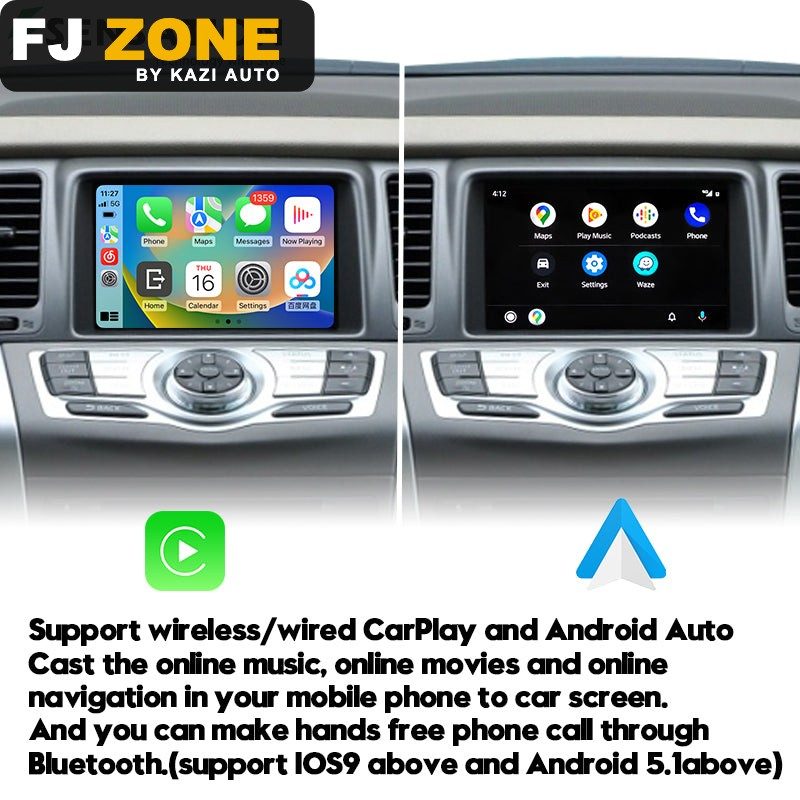 FJ ZONE
BY KAZI AUTO
11:27
5G
1359
Phone
Maps
Messages
Now Playing
THU
16
Home
Calendar
Settings
百度网盘
BACK
VOICE
4:12
Maps
Play Music
Podcasts
Phone
Exit
Settings
Waze
BACK
VOICE
Support wireless/wired CarPlay and Android Auto
Cast the online music, online movies and online
navigation in your mobile phone to car screen.
And you can make hands free phone call through
Bluetooth.(support IOS9 above and Android 5.1above)